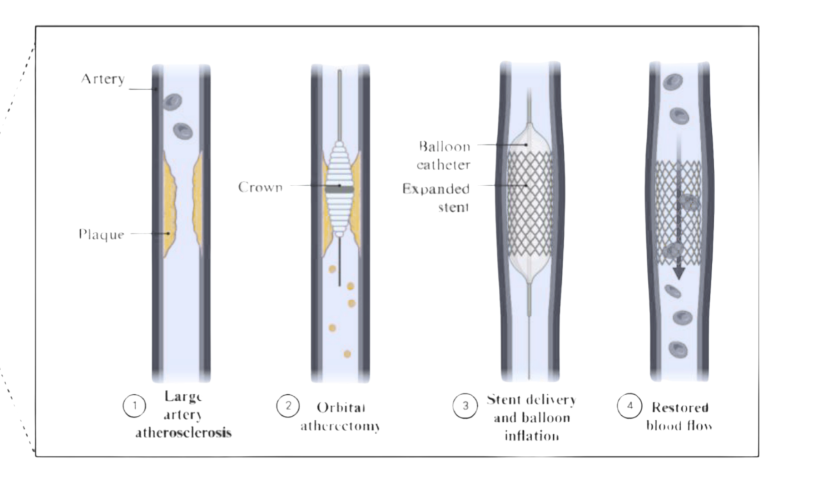 Artery
Plaque
Crown
Balloon
catheter
Expanded
stent
1
Large
artery
atherosclerosis
2
Orbital
atherectomy
3
Stent delivery
and balloon
inflation
4
Restored
blood flow